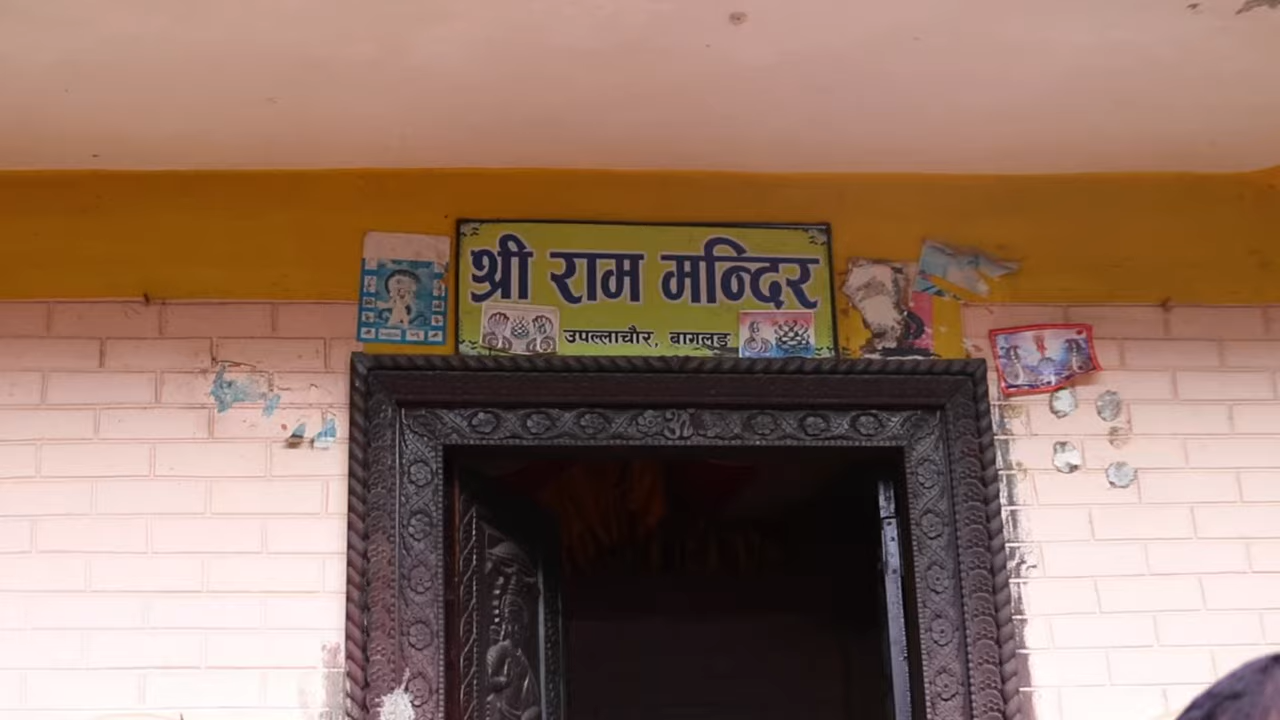 श्री राम मन्दिर
उपल्लाचौर, बागलुङ
ॐ